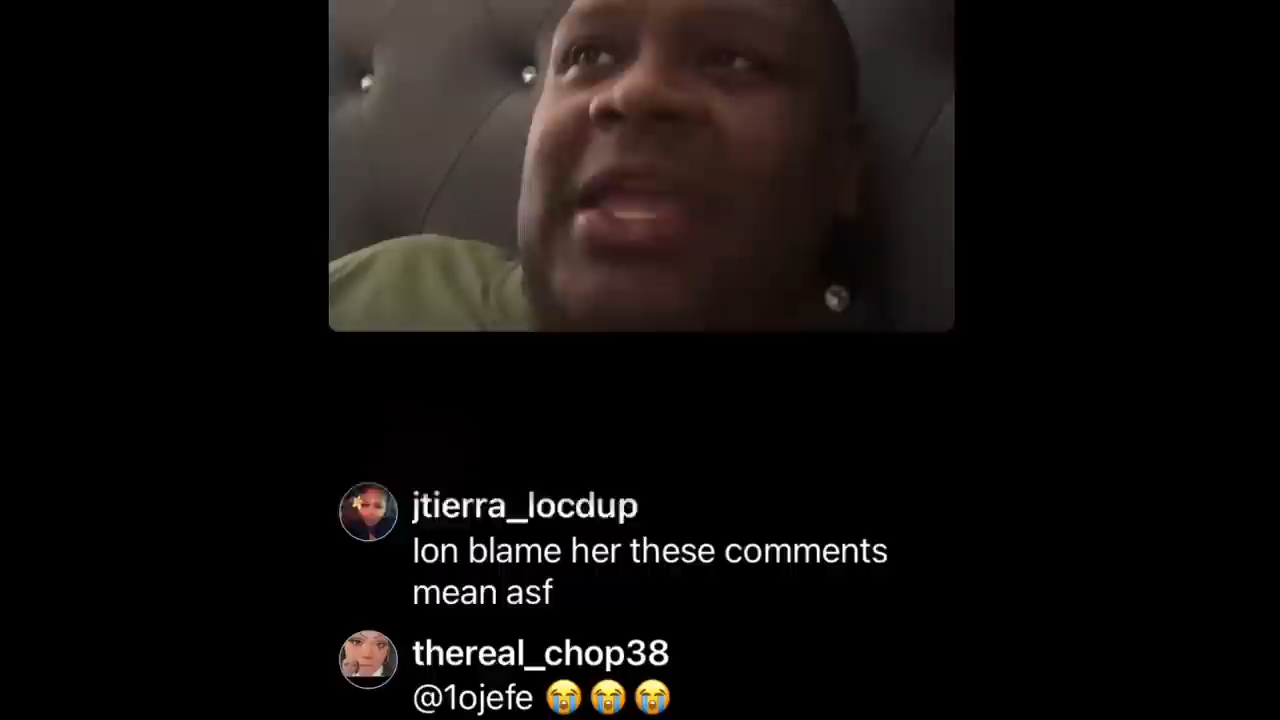 jtierra_locdup
Ion blame her these comments
mean asf
thereal_chop38
@1ojefe 😭😭😭